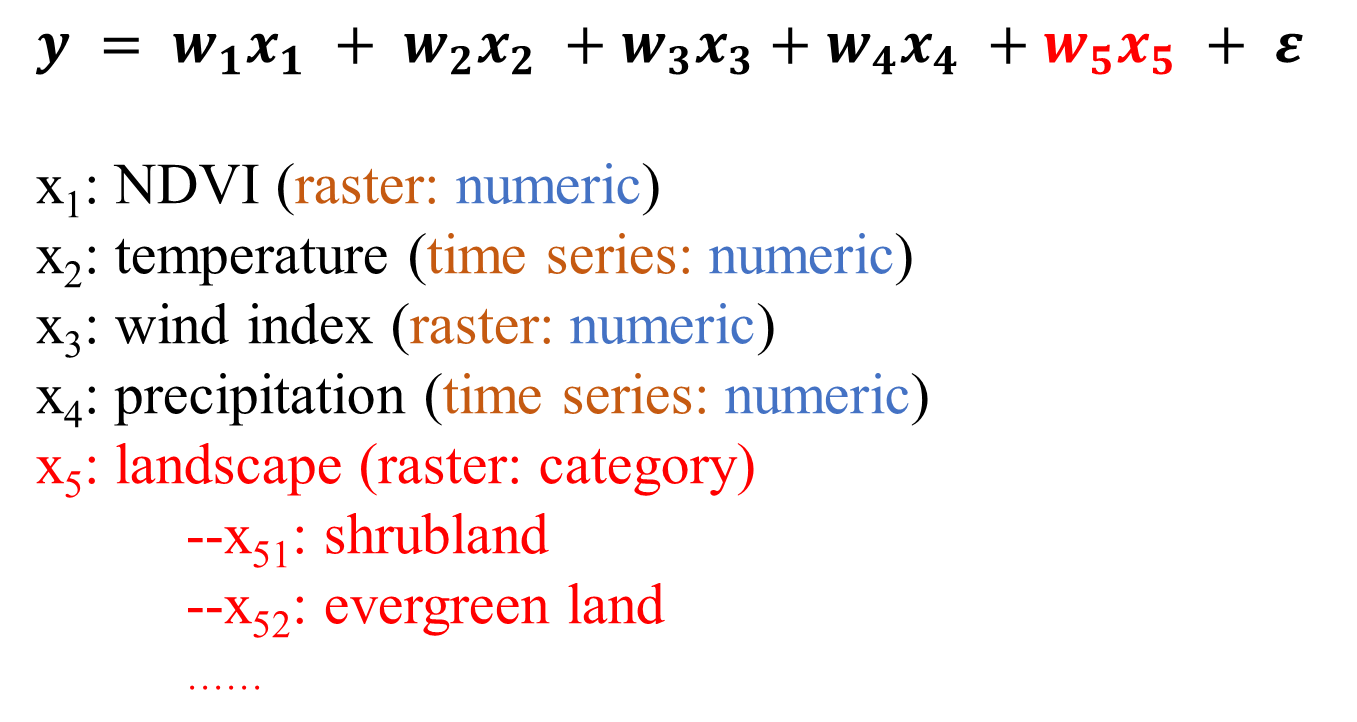 y = w₁x₁ + w₂x₂ + w₃x₃ + w₄x₄ + w₅x₅ + ε
x₁: NDVI (raster: numeric)
x₂: temperature (time series: numeric)
x₃: wind index (raster: numeric)
x₄: precipitation (time series: numeric)
x₅: landscape (raster: category)
--x₅₁: shrubland
--x₅₂: evergreen land
......